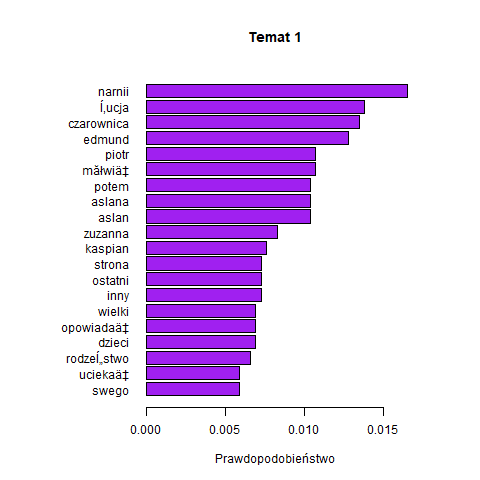 Temat 1
narnii
Í‚ucja
czarownica
edmund
piotr
măłwiä‡
potem
aslana
aslan
zuzanna
kaspian
strona
ostatni
inny
wielki
opowiadaä‡
dzieci
rodzeĺ„stwo
uciekaä‡
swego
0.000 0.005 0.010 0.015
Prawdopodobieństwo